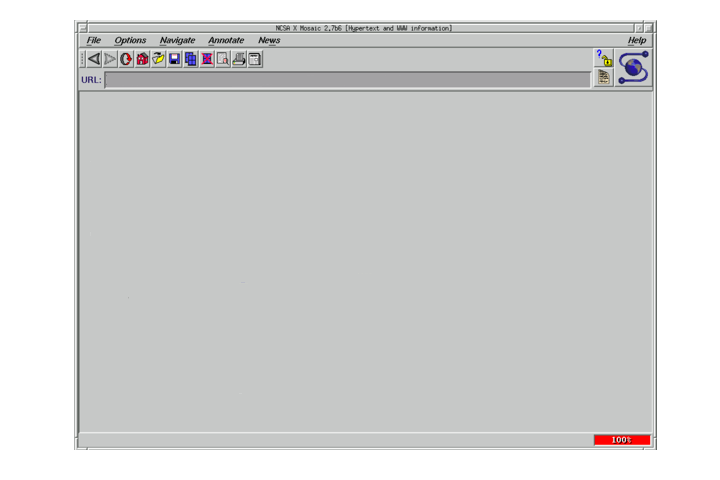 NCSA X Mosaic 2.7b6 [Hypertext and WWW information]
File Options Navigate Annotate News Help
?
URL:
100%